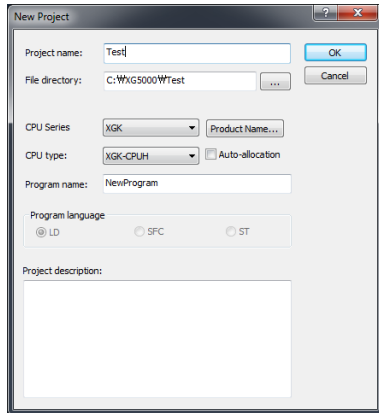 New Project
Project name: Test OK
File directory: C:₩XG5000₩Test ... Cancel
CPU Series XGK Product Name...
CPU type: XGK-CPUH Auto-allocation
Program name: NewProgram
Program language
LD SFC ST
Project description: